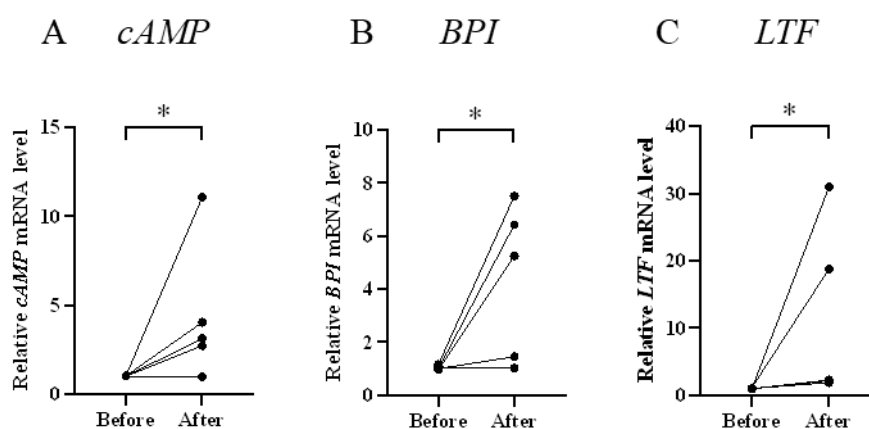 A cAMP
B BPI
C LTF
*
*
*
Relative cAMP mRNA level
15
10
5
0
Before After
Relative BPI mRNA level
10
8
6
4
2
0
Before After
Relative LTF mRNA level
40
30
20
10
0
Before After